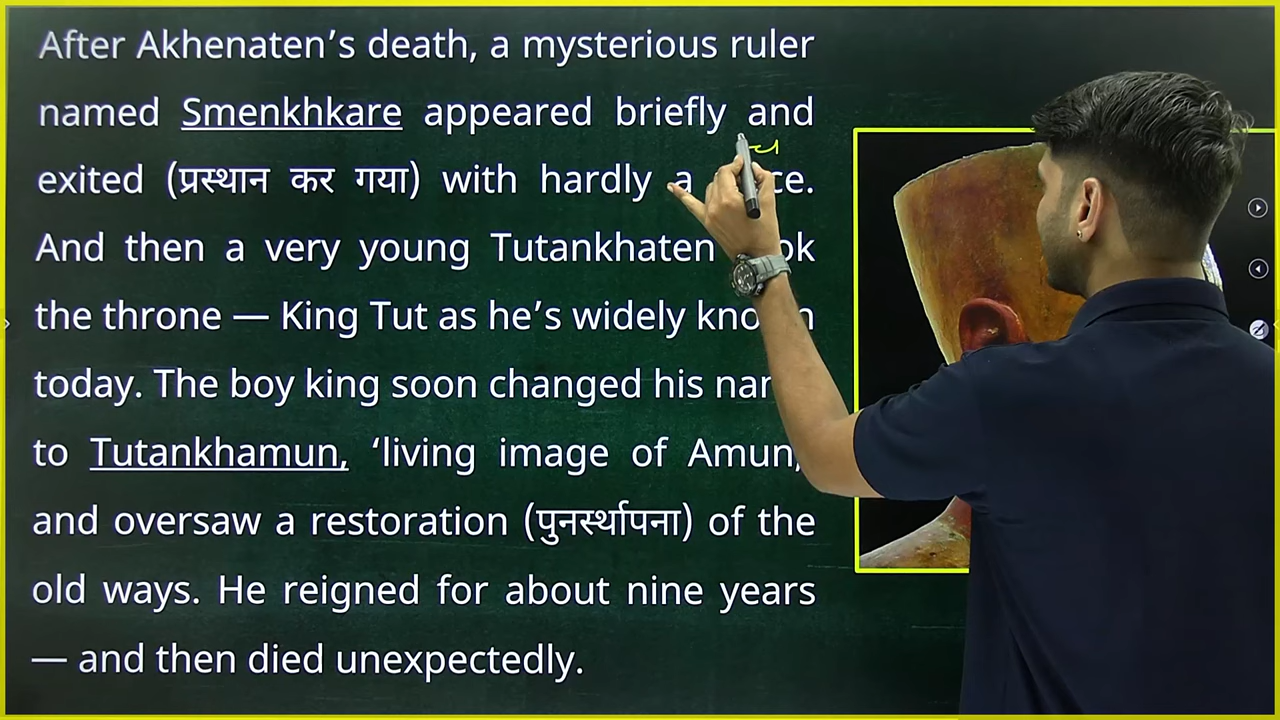 After Akhenaten’s death, a mysterious ruler
named Smenkhkare appeared briefly and
exited (प्रस्थान कर गया) with hardly a
And then a very young Tutankhaten
the throne — King Tut as he’s widely
today. The boy king soon changed his
to Tutankhamun, ‘living image of Amun,
and oversaw a restoration (पुनर्स्थापना) of the
old ways. He reigned for about nine years
— and then died unexpectedly.